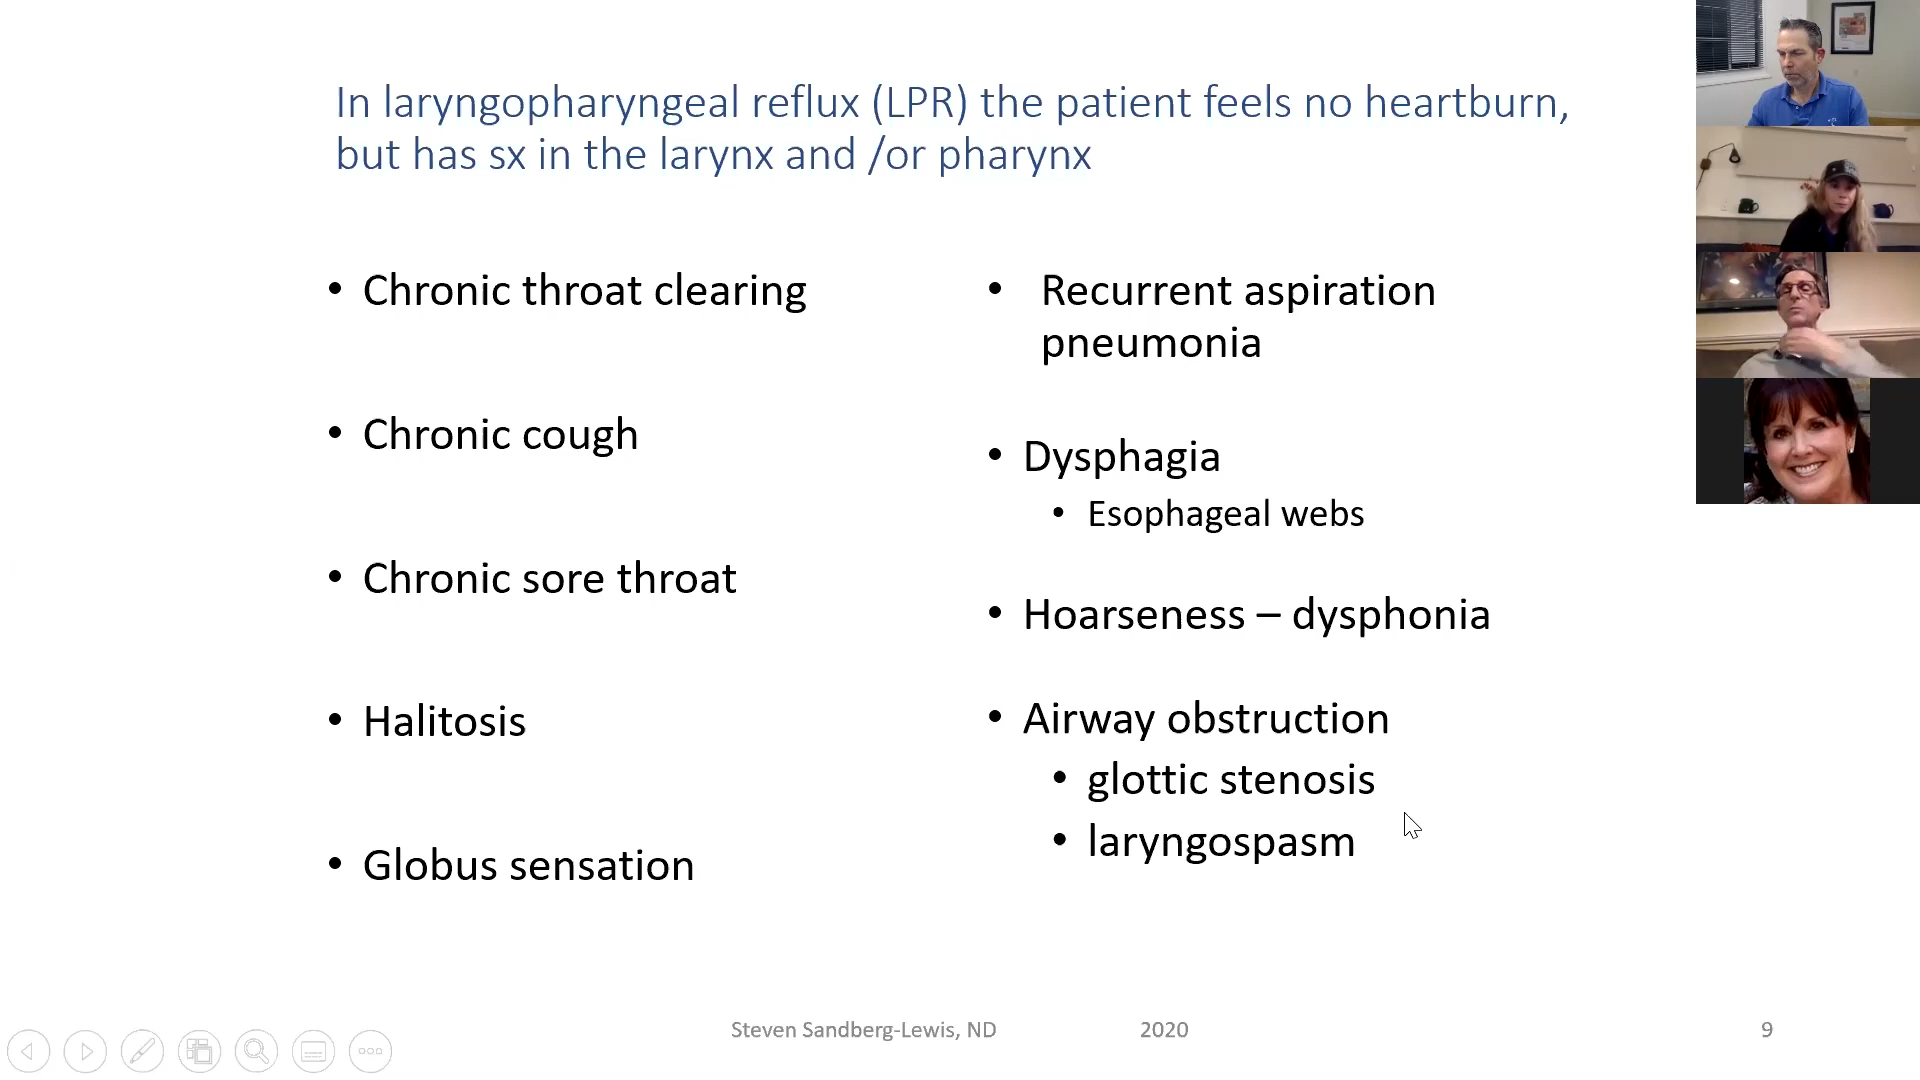 In laryngopharyngeal reflux (LPR) the patient feels no heartburn,
but has sx in the larynx and /or pharynx
• Chronic throat clearing
• Chronic cough
• Chronic sore throat
• Halitosis
• Globus sensation
• Recurrent aspiration
pneumonia
• Dysphagia
• Esophageal webs
• Hoarseness – dysphonia
• Airway obstruction
• glottic stenosis
• laryngospasm
Steven Sandberg-Lewis, ND
2020
9